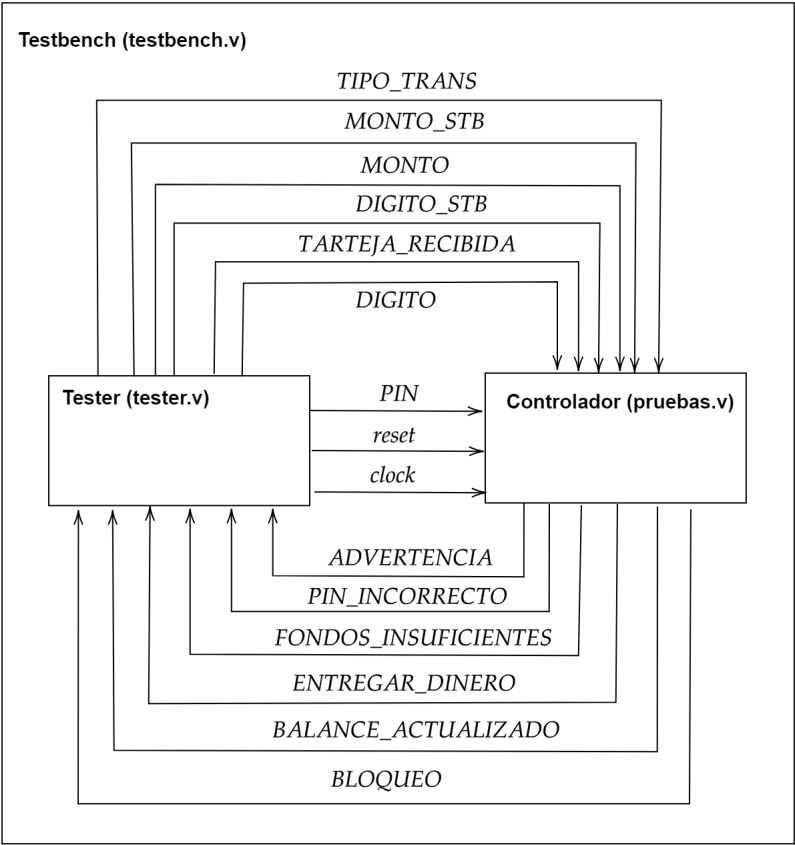 Testbench (testbench.v)
TIPO_TRANS
MONTO_STB
MONTO
DIGITO_STB
TARTEJA_RECIBIDA
DIGITO
Tester (tester.v)
PIN
Controlador (pruebas.v)
reset
clock
ADVERTENCIA
PIN_INCORRECTO
FONDOS_INSUFICIENTES
ENTREGAR_DINERO
BALANCE_ACTUALIZADO
BLOQUEO